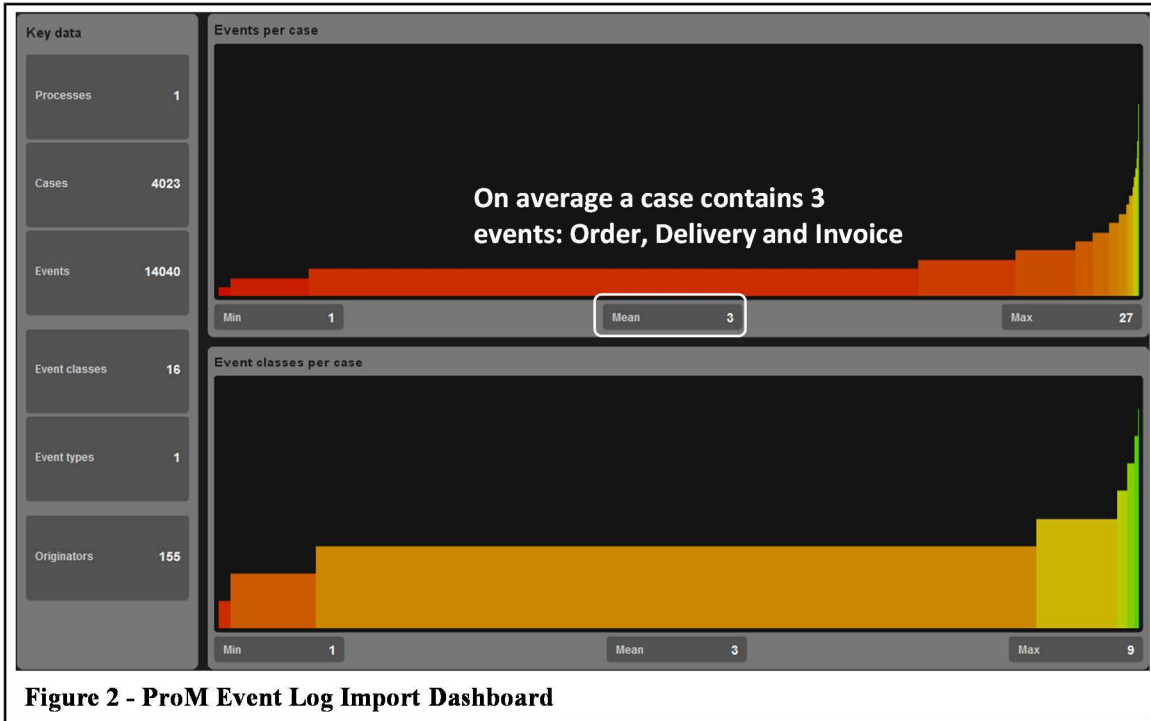 Key data
Processes 1
Cases 4023
Events 14040
Event classes 16
Event types 1
Originators 155
Events per case
On average a case contains 3
events: Order, Delivery and Invoice
Min 1 Mean 3 Max 27
Event classes per case
Min 1 Mean 3 Max 9
Figure 2 - ProM Event Log Import Dashboard